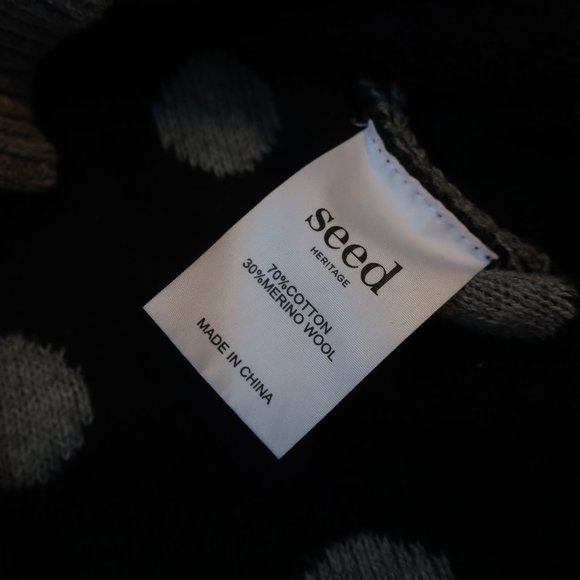 seed
HERITAGE
70%COTTON
30%MERINO WOOL
MADE IN CHINA